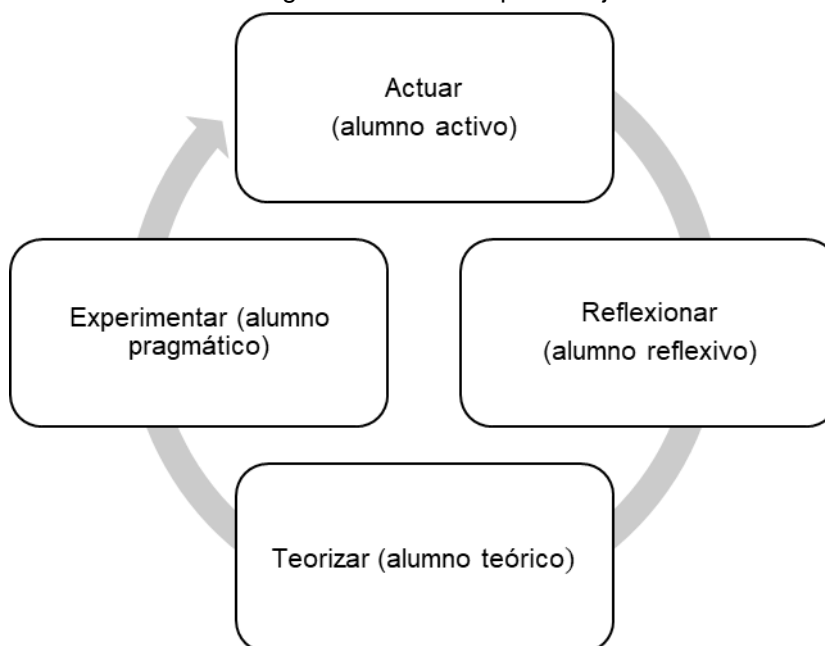 Actuar
(alumno activo)
Experimentar (alumno
pragmático)
Reflexionar
(alumno reflexivo)
Teorizar (alumno teórico)